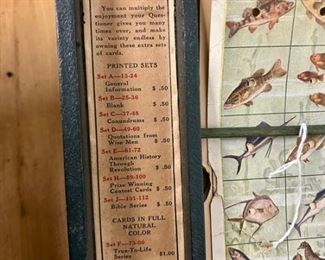 You can multiply the
enjoyment your Ques-
tioner gives you many
times over, and make
its variety endless by
owning these extra sets
of cards.
PRINTED SETS
Set A—13-24
General
Information $ .50
Set B—25-36
Blank $ .50
Set C—37-48
Conundrums $ .50
Set D—49-60
Quotations from
Wise Men $ .50
Set E—61-72
American History
Through
Revolution $ .50
Set H—89-100
Prize Winning
Contest Cards $ .50
Set J—101-112
Bible Series $ .50
CARDS IN FULL
NATURAL
COLOR
Set F—73-80
True-To-Life
Series $1.00